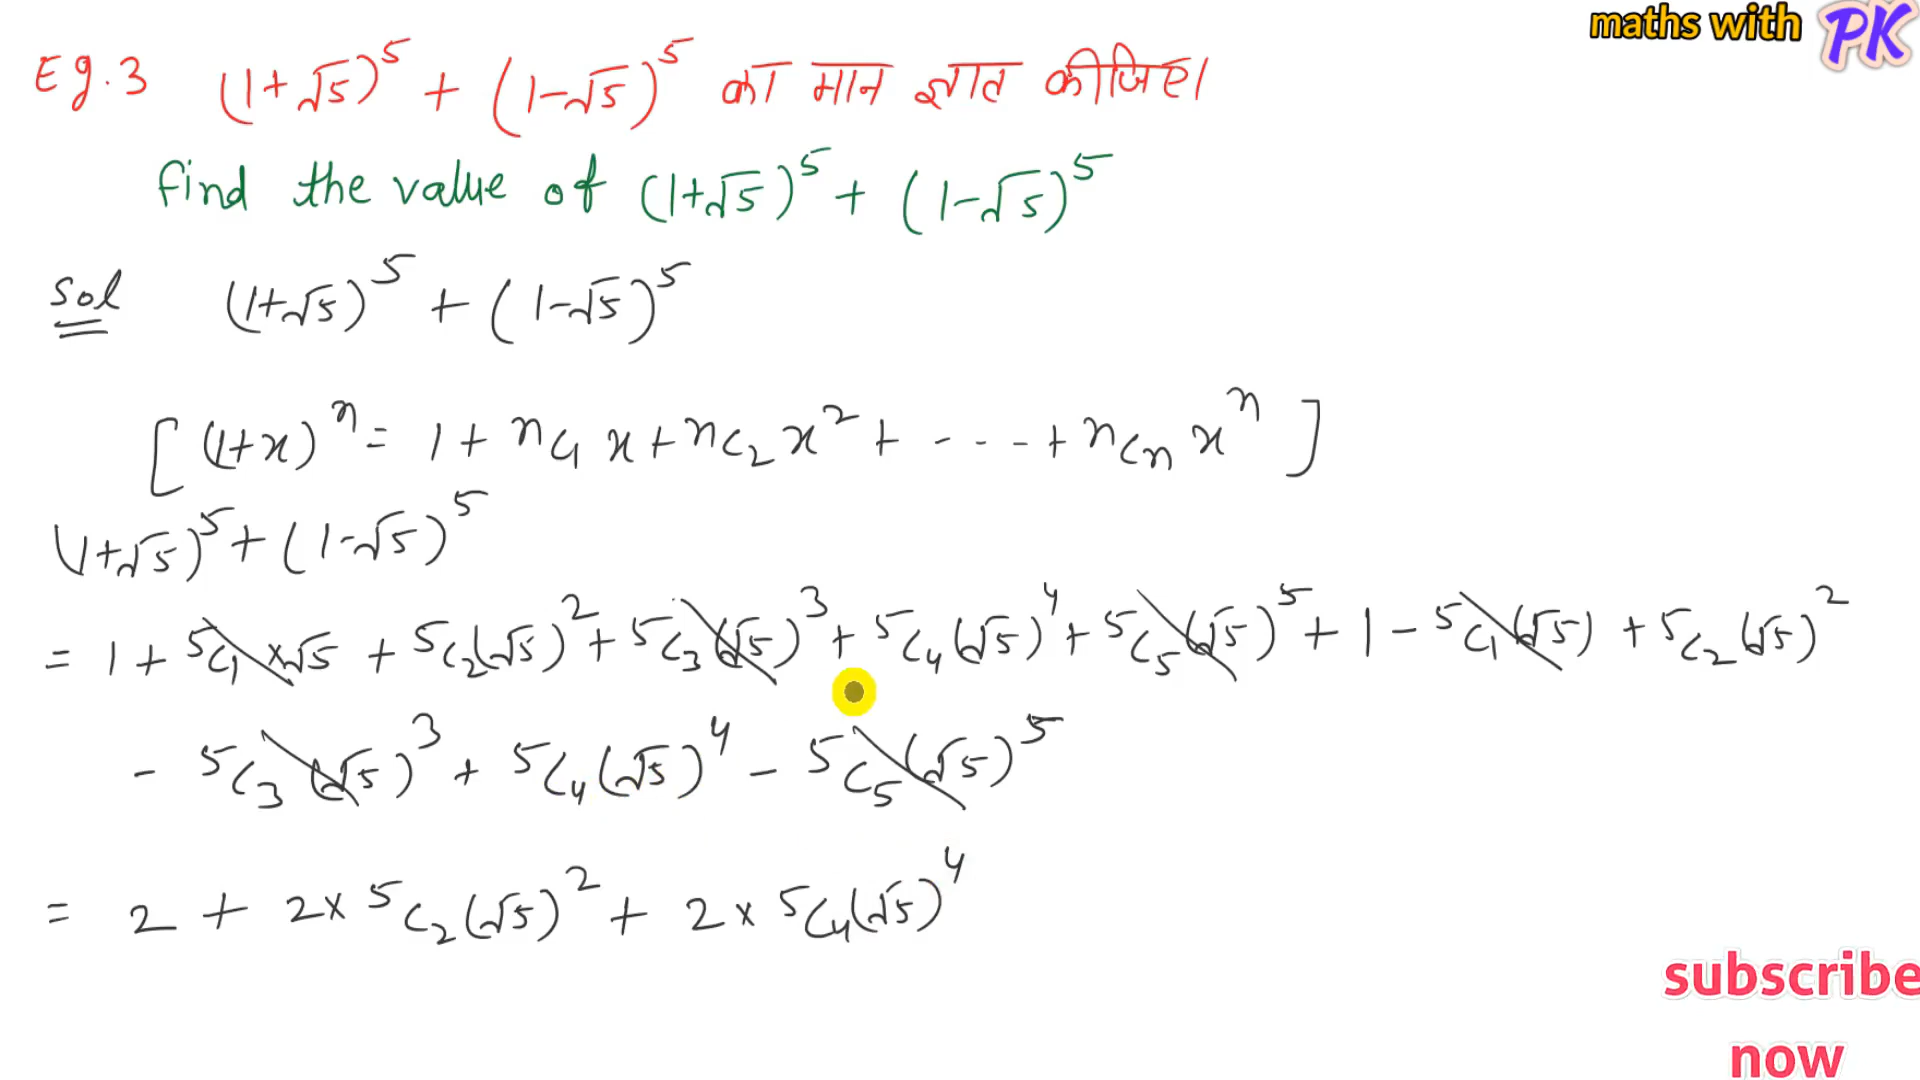 maths with PK
Eg.3 (1+√5)⁵ + (1-√5)⁵ का मान ज्ञात कीजिए।
find the value of (1+√5)⁵ + (1-√5)⁵
Sol (1+√5)⁵ + (1-√5)⁵
[(1+x)ⁿ = 1 + nC₁ x + nC₂ x² + ---- + nCₙ xⁿ]
(1+√5)⁵ + (1-√5)⁵
= 1 + 5C₁ × √5 + 5C₂(√5)² + 5C₃(√5)³ + 5C₄(√5)⁴ + 5C₅(√5)⁵ + 1 - 5C₁(√5) + 5C₂(√5)²
- 5C₃(√5)³ + 5C₄(√5)⁴ - 5C₅(√5)⁵
= 2 + 2× 5C₂(√5)² + 2× 5C₄(√5)⁴
subscribe
now